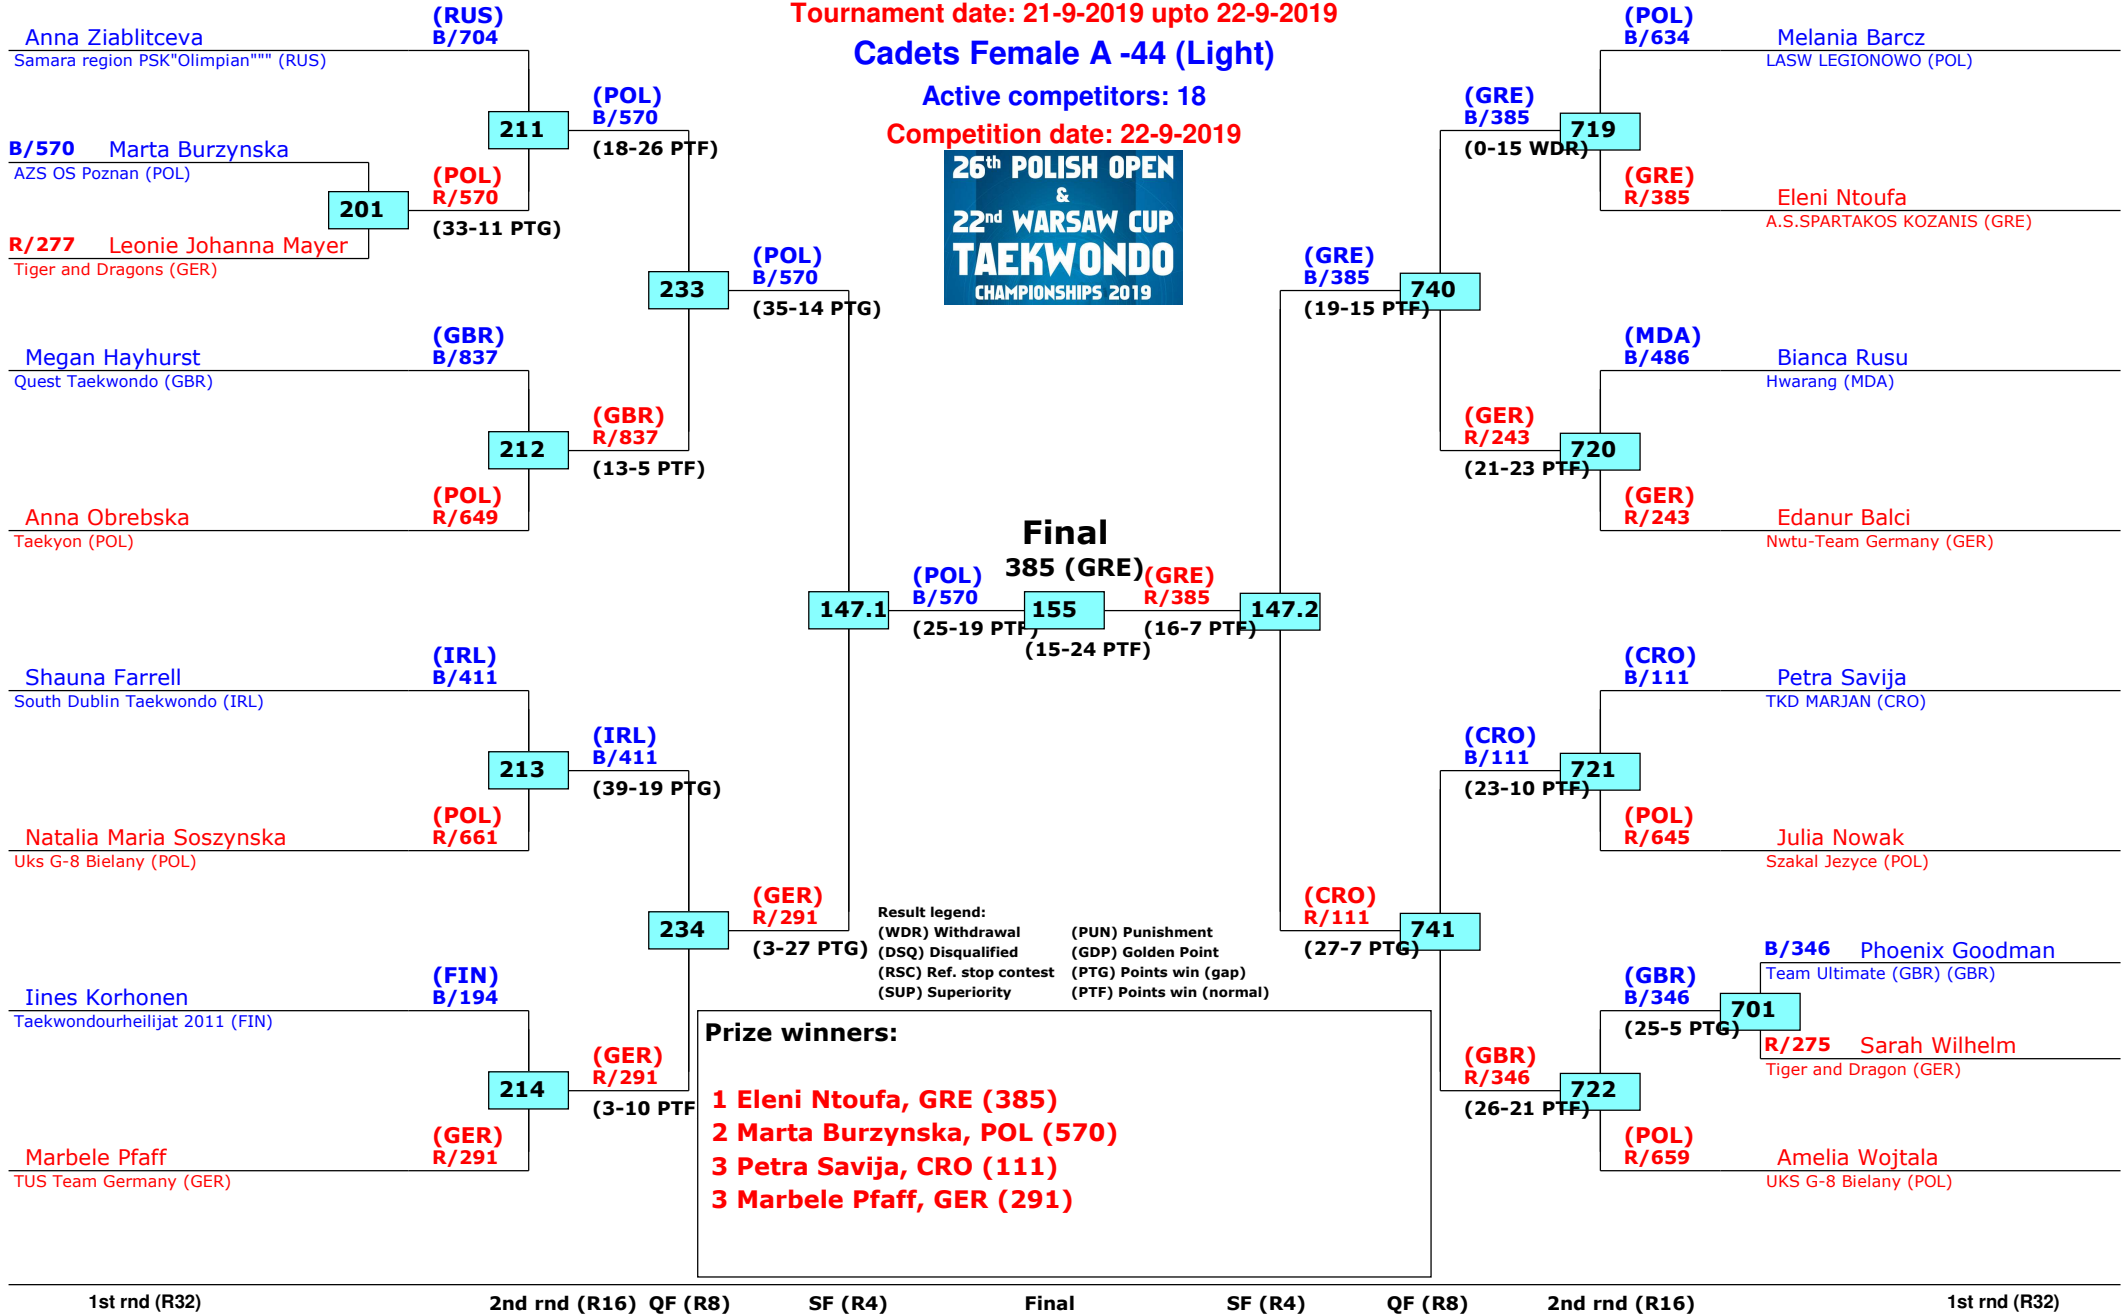 Tournament date: 21-9-2019 upto 22-9-2019
Cadets Female A -44 (Light)
Active competitors: 18
Competition date: 22-9-2019
26th POLISH OPEN
&
22nd WARSAW CUP
TAEKWONDO
CHAMPIONSHIPS 2019
Anna Ziablitceva
Samara region PSK"Olimpian""" (RUS)
(RUS)
B/704
B/570 Marta Burzynska
AZS OS Poznan (POL)
201
R/277 Leonie Johanna Mayer
Tiger and Dragons (GER)
(POL)
R/570
(33-11 PTG)
211
(POL)
B/570
(18-26 PTF)
Megan Hayhurst
Quest Taekwondo (GBR)
(GBR)
B/837
212
Anna Obrebska
Taekyon (POL)
(POL)
R/649
(GBR)
R/837
(13-5 PTF)
233
(POL)
B/570
(35-14 PTG)
Shauna Farrell
South Dublin Taekwondo (IRL)
(IRL)
B/411
213
Natalia Maria Soszynska
Uks G-8 Bielany (POL)
(POL)
R/661
(IRL)
B/411
(39-19 PTG)
Iines Korhonen
Taekwondourheilijat 2011 (FIN)
(FIN)
B/194
214
Marbele Pfaff
TUS Team Germany (GER)
(GER)
R/291
(GER)
R/291
(3-10 PTF
234
(GER)
R/291
(3-27 PTG)
147.1
(POL)
B/570
(25-19 PTF)
Final
385 (GRE)
155
(15-24 PTF)
(GRE)
R/385
(16-7 PTF)
147.2
(GRE)
B/385
(19-15 PTF)
740
(GRE)
B/385
(0-15 WDR)
719
(POL)
B/634
Melania Barcz
LASW LEGIONOWO (POL)
(GRE)
R/385
Eleni Ntoufa
A.S.SPARTAKOS KOZANIS (GRE)
(GER)
R/243
(21-23 PTF)
720
(MDA)
B/486
Bianca Rusu
Hwarang (MDA)
(GER)
R/243
Edanur Balci
Nwtu-Team Germany (GER)
(CRO)
R/111
(27-7 PTG)
741
(CRO)
B/111
(23-10 PTF)
721
(CRO)
B/111
Petra Savija
TKD MARJAN (CRO)
(POL)
R/645
Julia Nowak
Szakal Jezyce (POL)
(GBR)
R/346
(26-21 PTF)
722
(GBR)
B/346
(25-5 PTG)
701
B/346 Phoenix Goodman
Team Ultimate (GBR) (GBR)
R/275 Sarah Wilhelm
Tiger and Dragon (GER)
(POL)
R/659
Amelia Wojtala
UKS G-8 Bielany (POL)
Result legend:
(WDR) Withdrawal (PUN) Punishment
(DSQ) Disqualified (GDP) Golden Point
(RSC) Ref. stop contest (PTG) Points win (gap)
(SUP) Superiority (PTF) Points win (normal)
Prize winners:
1 Eleni Ntoufa, GRE (385)
2 Marta Burzynska, POL (570)
3 Petra Savija, CRO (111)
3 Marbele Pfaff, GER (291)
1st rnd (R32) 2nd rnd (R16) QF (R8) SF (R4) Final SF (R4) QF (R8) 2nd rnd (R16) 1st rnd (R32)